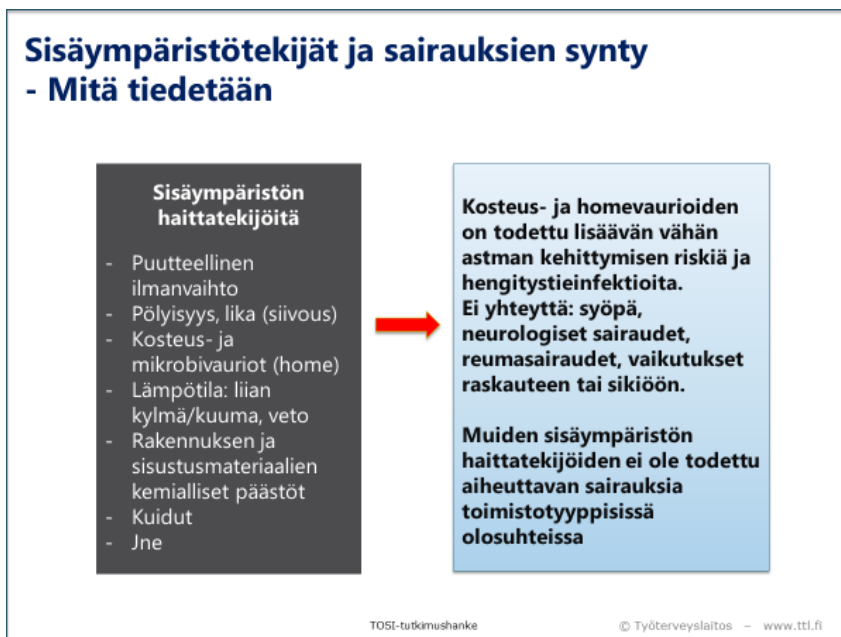 Sisäympäristötekijät ja sairauksien synty
- Mitä tiedetään
Sisäympäristön
haittatekijöitä
- Puutteellinen
ilmanvaihto
- Pölyisyys, lika (siivous)
- Kosteus- ja
mikrobivauriot (home)
- Lämpötila: liian
kylmä/kuuma, veto
- Rakennuksen ja
sisustusmateriaalien
kemialliset päästöt
- Kuidut
- Jne
Kosteus- ja homevaurioiden
on todettu lisäävän vähän
astman kehittymisen riskiä ja
hengitystieinfektioita.
Ei yhteyttä: syöpä,
neurologiset sairaudet,
reumasairaudet, vaikutukset
raskauteen tai sikiöön.
Muiden sisäympäristön
haittatekijöiden ei ole todettu
aiheuttavan sairauksia
toimistotyyppisissä
olosuhteissa
TOSI-tutkimushanke
© Työterveyslaitos – www.ttl.fi